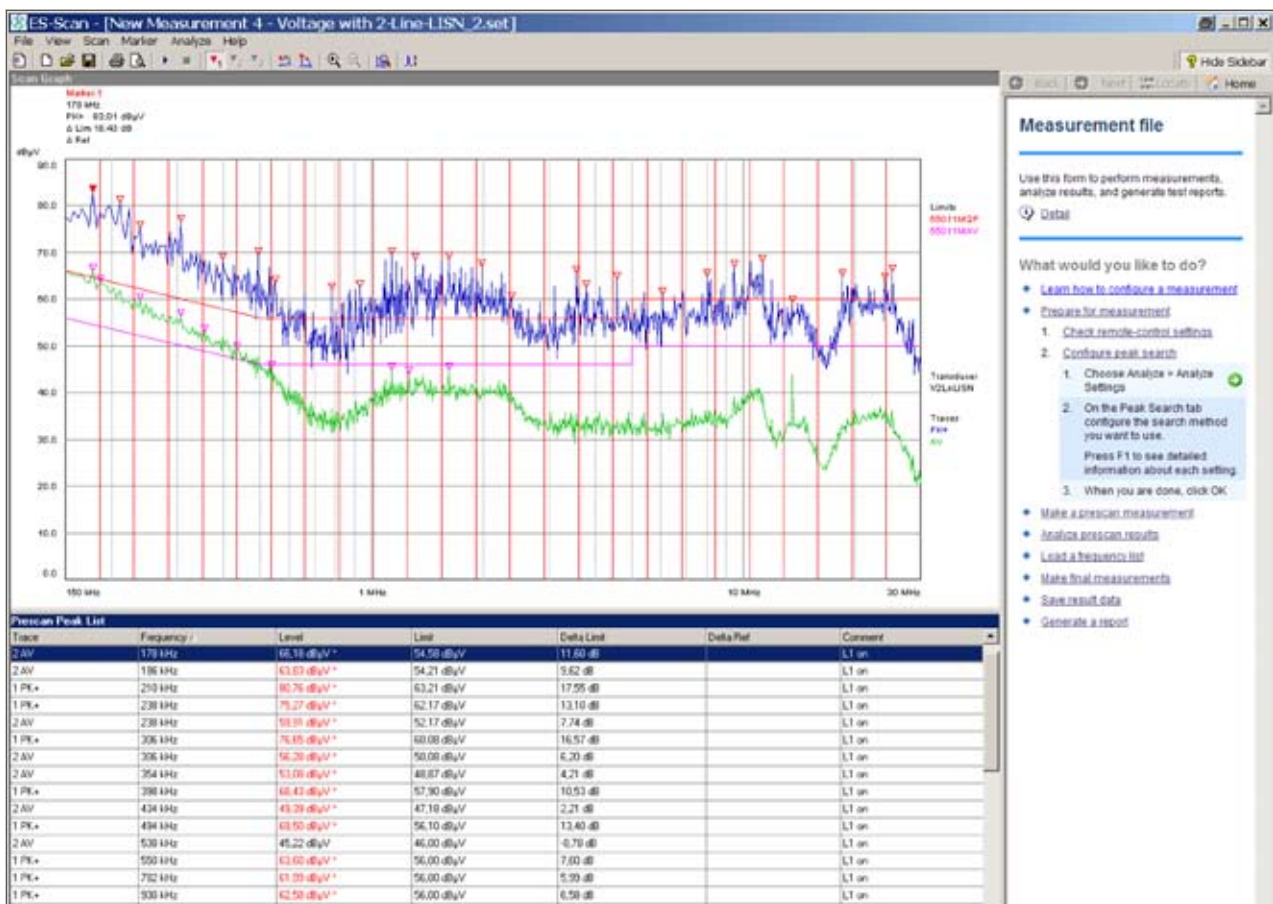 ES-Scan - [New Measurement 4 - Voltage with 2-Line-LISN_2.set]
File View Scan Marker Analyze Help
Hide Sidebar
Scan Graph
Back Next Locate Home
Marker 1
178 kHz
PK+ 83.01 dBµV
Δ Lim 18.43 dB
Δ Ref
dBµV
90.0
80.0
70.0
60.0
50.0
40.0
30.0
20.0
10.0
0.0
150 kHz 1 MHz 10 MHz 30 MHz
Limits
55011MQP
55011MAV
Transducer
V2LxLISN
Traces
PK+
AV
Prescan Peak List
Trace Frequency / Level Limit Delta Limit Delta Ref Comment
2 AV 178 kHz 66,18 dBµV * 54,58 dBµV 11,60 dB L1 on
2 AV 186 kHz 63,83 dBµV * 54,21 dBµV 9,62 dB L1 on
1 PK+ 210 kHz 80,76 dBµV * 63,21 dBµV 17,55 dB L1 on
1 PK+ 238 kHz 75,27 dBµV * 62,17 dBµV 13,10 dB L1 on
2 AV 238 kHz 59,91 dBµV * 52,17 dBµV 7,74 dB L1 on
1 PK+ 306 kHz 76,65 dBµV * 60,08 dBµV 16,57 dB L1 on
2 AV 306 kHz 56,28 dBµV * 50,08 dBµV 6,20 dB L1 on
2 AV 354 kHz 53,08 dBµV * 48,87 dBµV 4,21 dB L1 on
1 PK+ 398 kHz 68,43 dBµV * 57,90 dBµV 10,53 dB L1 on
2 AV 434 kHz 49,39 dBµV * 47,18 dBµV 2,21 dB L1 on
1 PK+ 494 kHz 69,50 dBµV * 56,10 dBµV 13,40 dB L1 on
2 AV 538 kHz 45,22 dBµV 46,00 dBµV -0,78 dB L1 on
1 PK+ 550 kHz 63,60 dBµV * 56,00 dBµV 7,60 dB L1 on
1 PK+ 782 kHz 61,99 dBµV * 56,00 dBµV 5,99 dB L1 on
1 PK+ 930 kHz 62,58 dBµV * 56,00 dBµV 6,58 dB L1 on
Measurement file
Use this form to perform measurements,
analyze results, and generate test reports.
Detail
What would you like to do?
Learn how to configure a measurement
Prepare for measurement
1. Check remote-control settings
2. Configure peak search
1. Choose Analyze > Analyze
Settings
2. On the Peak Search tab
configure the search method
you want to use.
Press F1 to see detailed
information about each setting.
3. When you are done, click OK
Make a prescan measurement
Analyze prescan results
Load a frequency list
Make final measurements
Save result data
Generate a report